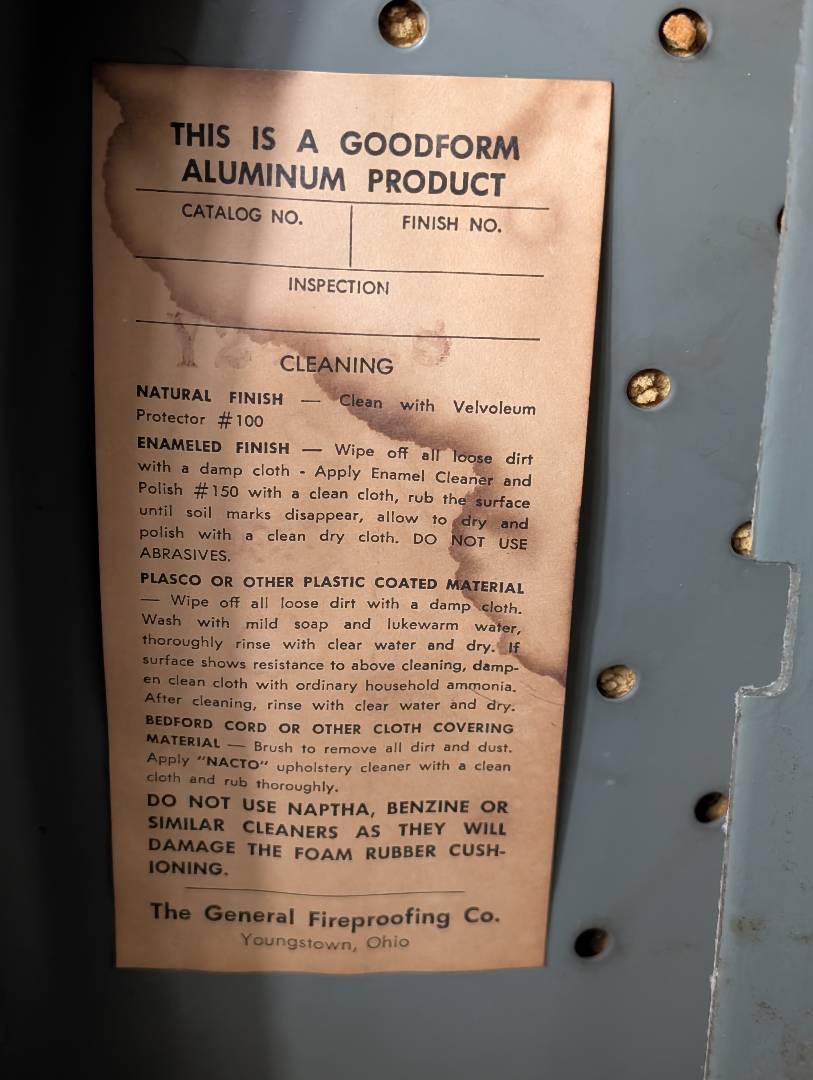 THIS IS A GOODFORM
ALUMINUM PRODUCT
CATALOG NO. FINISH NO.
INSPECTION
CLEANING
NATURAL FINISH — Clean with Velvoleum
Protector #100
ENAMELED FINISH — Wipe off all loose dirt
with a damp cloth - Apply Enamel Cleaner and
Polish #150 with a clean cloth, rub the surface
until soil marks disappear, allow to dry and
polish with a clean dry cloth. DO NOT USE
ABRASIVES.
PLASCO OR OTHER PLASTIC COATED MATERIAL
— Wipe off all loose dirt with a damp cloth.
Wash with mild soap and lukewarm water,
thoroughly rinse with clear water and dry. If
surface shows resistance to above cleaning, damp-
en clean cloth with ordinary household ammonia.
After cleaning, rinse with clear water and dry.
BEDFORD CORD OR OTHER CLOTH COVERING
MATERIAL — Brush to remove all dirt and dust.
Apply "NACTO" upholstery cleaner with a clean
cloth and rub thoroughly.
DO NOT USE NAPTHA, BENZINE OR
SIMILAR CLEANERS AS THEY WILL
DAMAGE THE FOAM RUBBER CUSH-
IONING.
The General Fireproofing Co.
Youngstown, Ohio